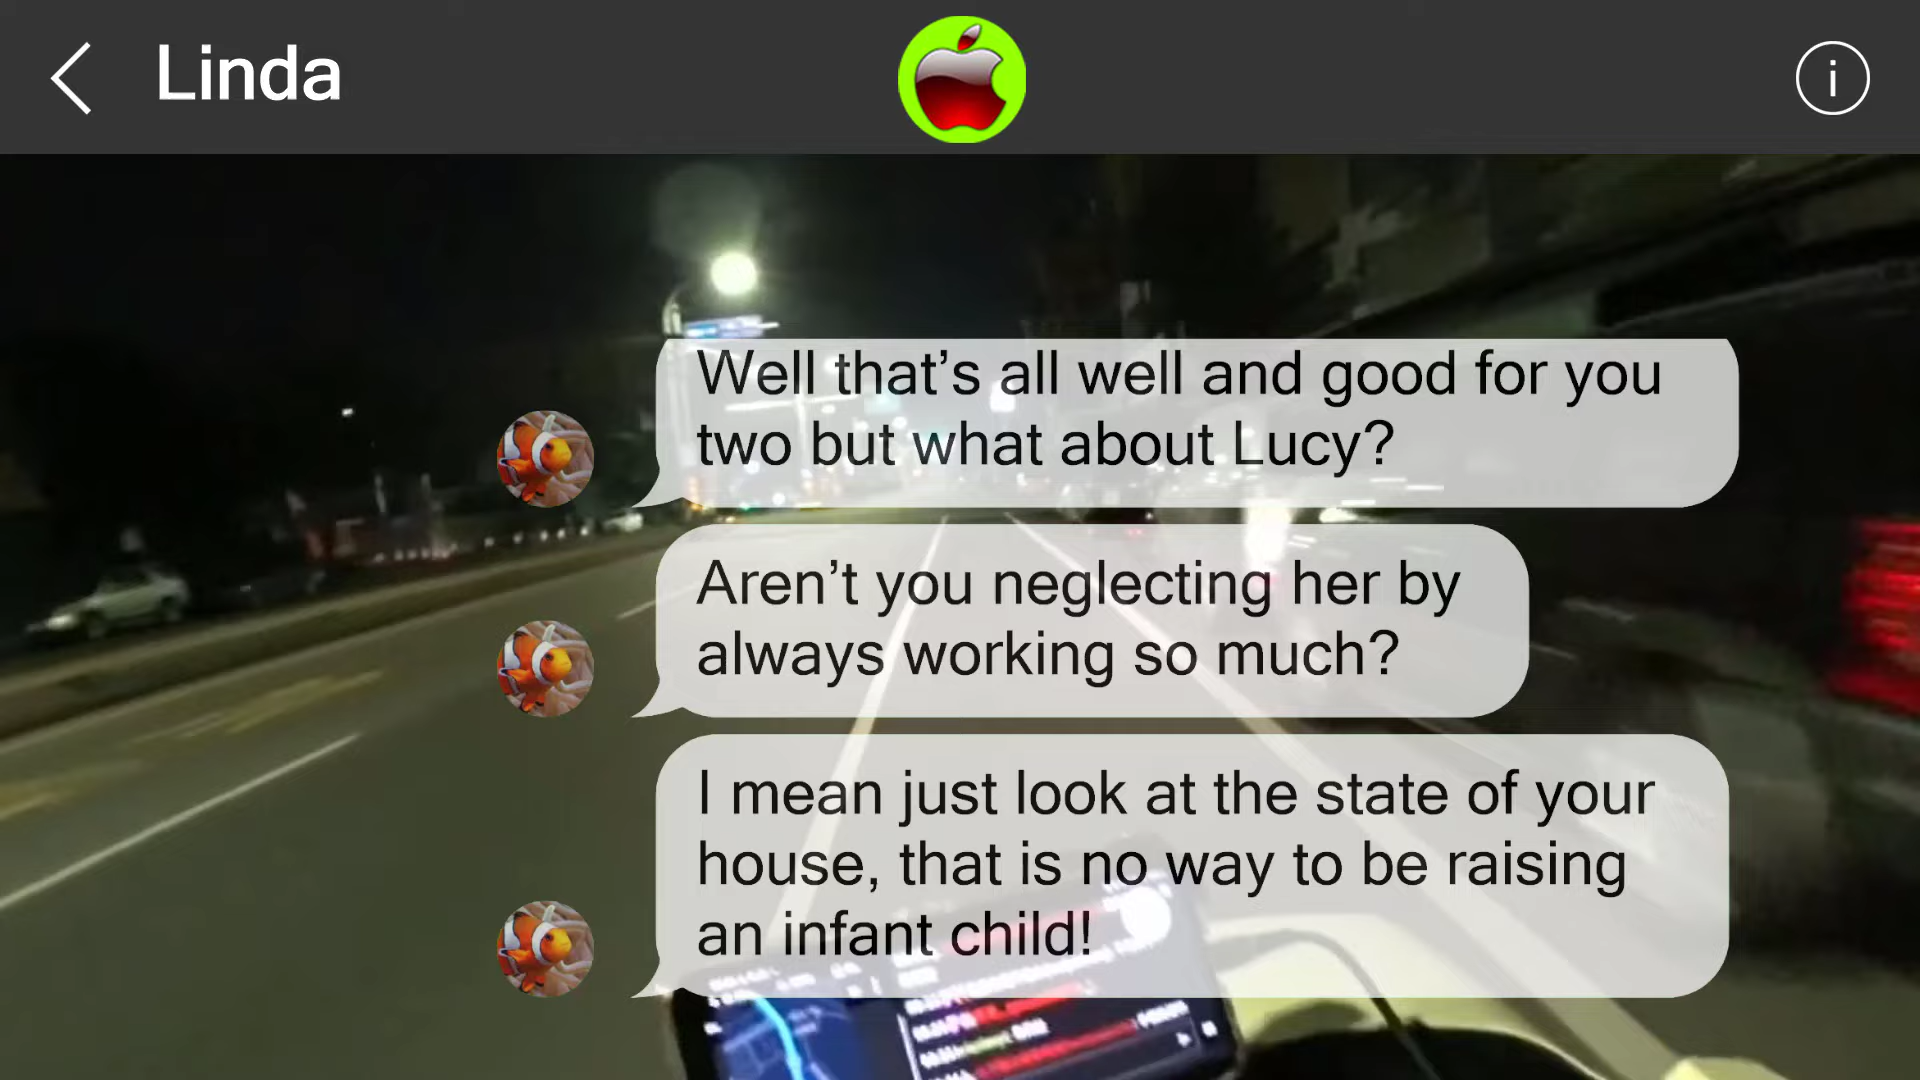 Linda
i
Well that’s all well and good for you
two but what about Lucy?
Aren’t you neglecting her by
always working so much?
I mean just look at the state of your
house, that is no way to be raising
an infant child!